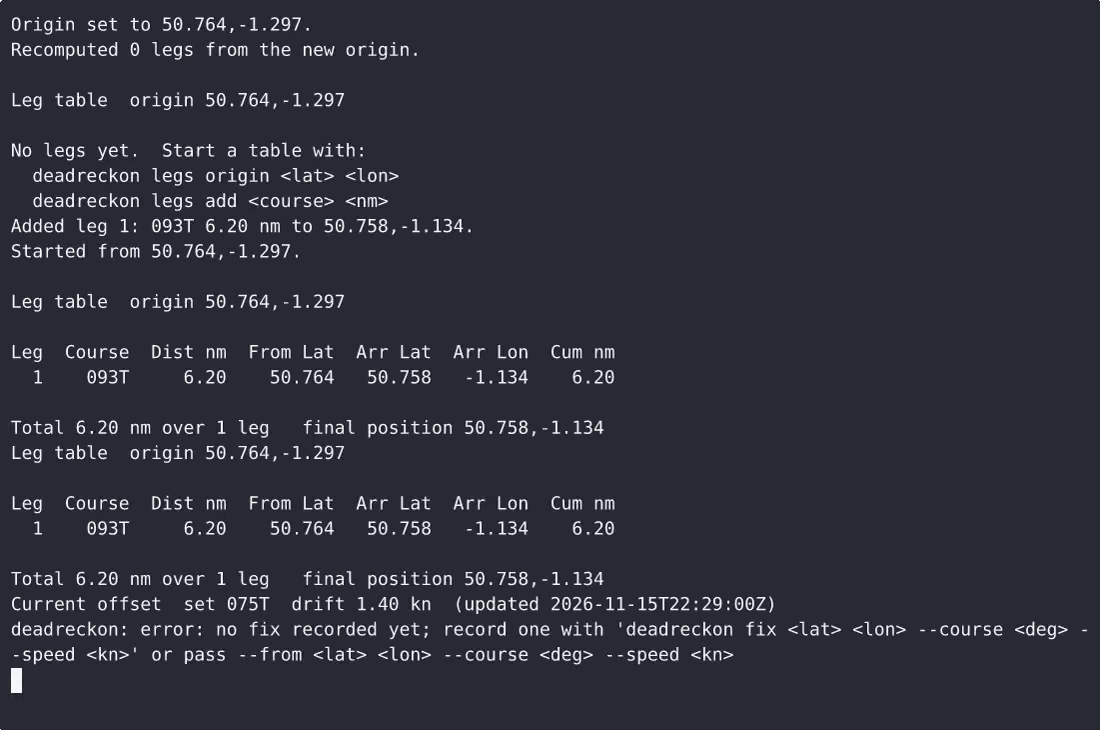 Origin set to 50.764,-1.297.
Recomputed 0 legs from the new origin.
Leg table  origin 50.764,-1.297
No legs yet.  Start a table with:
  deadreckon legs origin <lat> <lon>
  deadreckon legs add <course> <nm>
Added leg 1: 093T 6.20 nm to 50.758,-1.134.
Started from 50.764,-1.297.
Leg table  origin 50.764,-1.297
Leg  Course  Dist nm  From Lat  Arr Lat  Arr Lon  Cum nm
  1    093T     6.20    50.764   50.758   -1.134    6.20
Total 6.20 nm over 1 leg   final position 50.758,-1.134
Leg table  origin 50.764,-1.297
Leg  Course  Dist nm  From Lat  Arr Lat  Arr Lon  Cum nm
  1    093T     6.20    50.764   50.758   -1.134    6.20
Total 6.20 nm over 1 leg   final position 50.758,-1.134
Current offset  set 075T  drift 1.40 kn  (updated 2026-11-15T22:29:00Z)
deadreckon: error: no fix recorded yet; record one with 'deadreckon fix <lat> <lon> --course <deg> -
-speed <kn>' or pass --from <lat> <lon> --course <deg> --speed <kn>